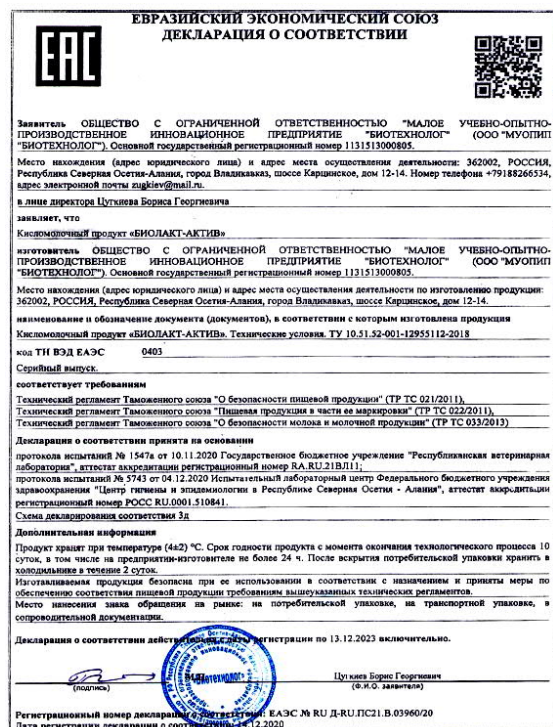 ЕВРАЗИЙСКИЙ ЭКОНОМИЧЕСКИЙ СОЮЗ
ДЕКЛАРАЦИЯ О СООТВЕТСТВИИ
EAC
Заявитель ОБЩЕСТВО С ОГРАНИЧЕННОЙ ОТВЕТСТВЕННОСТЬЮ "МАЛОЕ УЧЕБНО-ОПЫТНО-
ПРОИЗВОДСТВЕННОЕ ИННОВАЦИОННОЕ ПРЕДПРИЯТИЕ "БИОТЕХНОЛОГ" (ООО "МУОПИП
"БИОТЕХНОЛОГ"). Основной государственный регистрационный номер 1131513000805.
Место нахождения (адрес юридического лица) и адрес места осуществления деятельности: 362002, РОССИЯ,
Республика Северная Осетия-Алания, город Владикавказ, шоссе Карцинское, дом 12-14. Номер телефона +79188266534,
адрес электронной почты zugkiev@mail.ru.
в лице директора Цугкиева Бориса Георгиевича
заявляет, что
Кисломолочный продукт «БИОЛАКТ-АКТИВ»
изготовитель ОБЩЕСТВО С ОГРАНИЧЕННОЙ ОТВЕТСТВЕННОСТЬЮ "МАЛОЕ УЧЕБНО-ОПЫТНО-
ПРОИЗВОДСТВЕННОЕ ИННОВАЦИОННОЕ ПРЕДПРИЯТИЕ "БИОТЕХНОЛОГ" (ООО "МУОПИП
"БИОТЕХНОЛОГ"). Основной государственный регистрационный номер 1131513000805.
Место нахождения (адрес юридического лица) и адрес места осуществления деятельности по изготовлению продукции:
362002, РОССИЯ, Республика Северная Осетия-Алания, город Владикавказ, шоссе Карцинское, дом 12-14.
наименование и обозначение документа (документов), в соответствии с которым изготовлена продукция
Кисломолочный продукт «БИОЛАКТ-АКТИВ». Технические условия. ТУ 10.51.52-001-12955112-2018
код ТН ВЭД ЕАЭС 0403
Серийный выпуск.
соответствует требованиям
Технический регламент Таможенного союза "О безопасности пищевой продукции" (ТР ТС 021/2011),
Технический регламент Таможенного союза "Пищевая продукция в части ее маркировки" (ТР ТС 022/2011),
Технический регламент Таможенного союза "О безопасности молока и молочной продукции" (ТР ТС 033/2013)
Декларация о соответствии принята на основании
протокола испытаний № 1547а от 10.11.2020 Государственное бюджетное учреждение "Республиканская ветеринарная
лаборатория", аттестат аккредитации регистрационный номер RA.RU.21ВЛ11;
протокола испытаний № 5743 от 04.12.2020 Испытательный лабораторный центр Федерального бюджетного учреждения
здравоохранения "Центр гигиены и эпидемиологии в Республике Северная Осетия - Алания", аттестат аккредитации
регистрационный номер РОСС RU.0001.510841.
Схема декларирования соответствия 3д
Дополнительная информация
Продукт хранят при температуре (4±2) °С. Срок годности продукта с момента окончания технологического процесса 10
суток, в том числе на предприятии-изготовителе не более 24 ч. После вскрытия потребительской упаковки хранить в
холодильнике в течение 2 суток.
Изготавливаемая продукция безопасна при ее использовании в соответствии с назначением и приняты меры по
обеспечению соответствия пищевой продукции требованиям вышеуказанных технических регламентов.
Место нанесения знака обращения на рынке: на потребительской упаковке, на транспортной упаковке, в
сопроводительной документации.
Декларация о соответствии действительна с даты регистрации по 13.12.2023 включительно.
М.П.
Цугкиев Борис Георгиевич
(подпись)
(Ф.И.О. заявителя)
Биотехнолог
Регистрационный номер декларации о соответствии: ЕАЭС № RU Д-RU.ПС21.В.03960/20
Дата регистрации декларации о соответствии: 14.12.2020